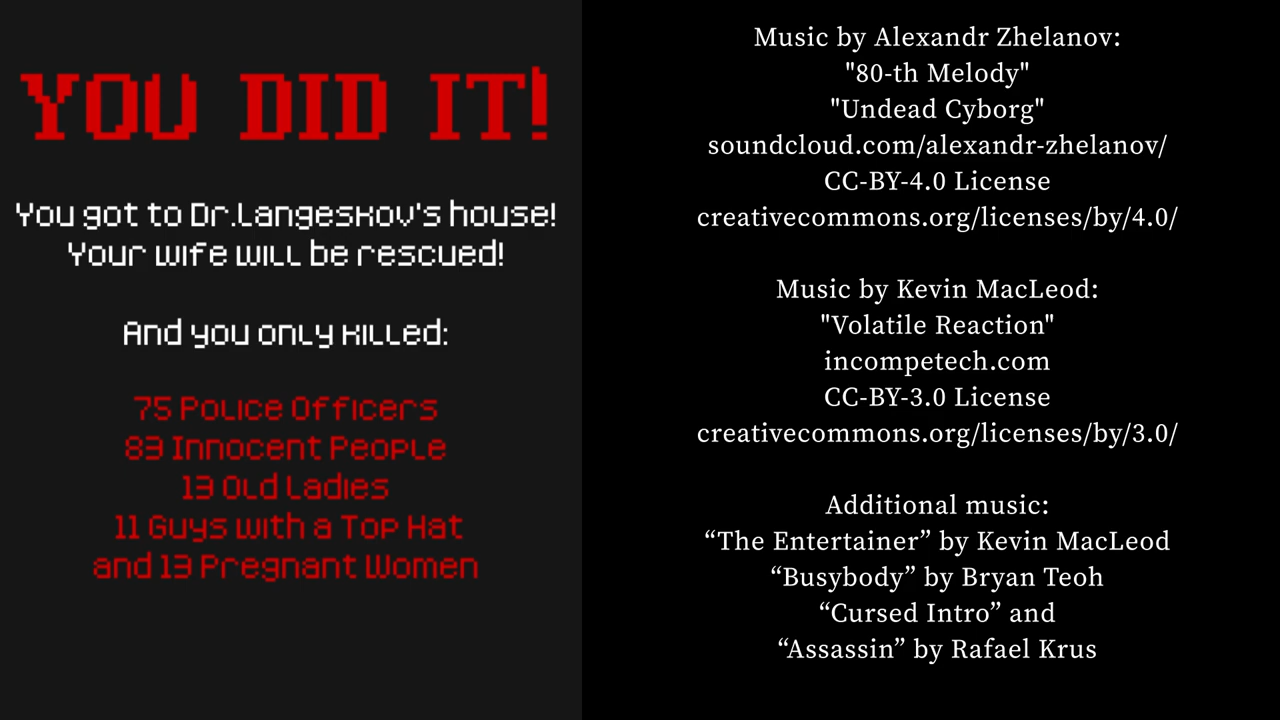 YOU DID IT!
You got to Dr.Langeskov's house!
Your wife will be rescued!
And you only killed:
75 Police Officers
83 Innocent People
13 Old Ladies
11 Guys with a Top Hat
and 13 Pregnant Women
Music by Alexandr Zhelanov:
"80-th Melody"
"Undead Cyborg"
soundcloud.com/alexandr-zhelanov/
CC-BY-4.0 License
creativecommons.org/licenses/by/4.0/
Music by Kevin MacLeod:
"Volatile Reaction"
incompetech.com
CC-BY-3.0 License
creativecommons.org/licenses/by/3.0/
Additional music:
“The Entertainer” by Kevin MacLeod
“Busybody” by Bryan Teoh
“Cursed Intro” and
“Assassin” by Rafael Krus